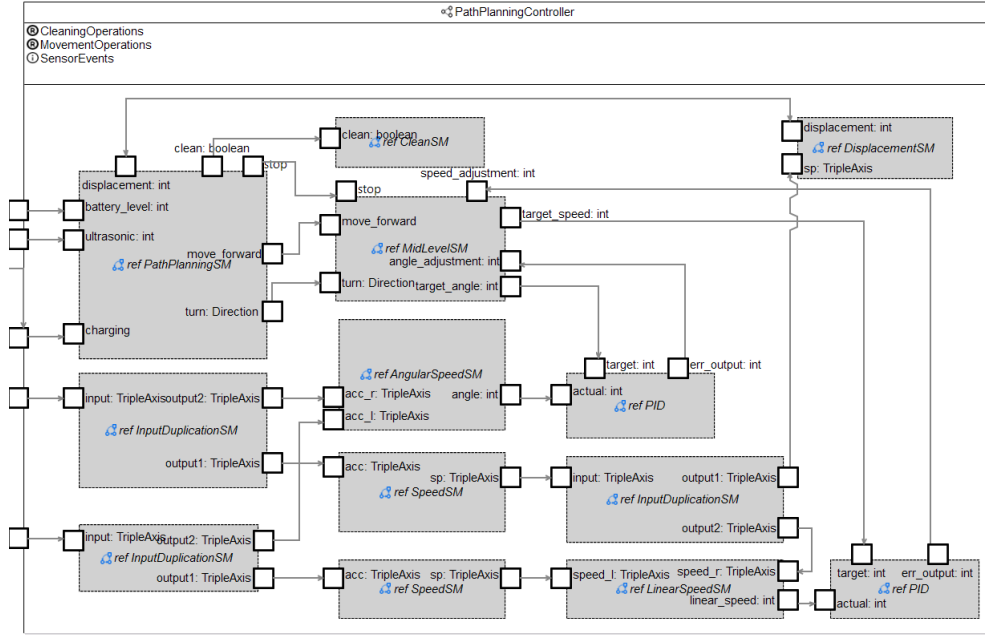 PathPlanningController
CleaningOperations
MovementOperations
SensorEvents
clean: boolean
stop
displacement: int
battery_level: int
ultrasonic: int
move_forward
ref PathPlanningSM
turn: Direction
charging
clean: boolean
ref CleanSM
speed_adjustment: int
stop
move_forward
target_speed: int
ref MidLevelSM
angle_adjustment: int
turn: Direction
target_angle: int
displacement: int
ref DisplacementSM
sp: TripleAxis
input: TripleAxis
output2: TripleAxis
ref InputDuplicationSM
output1: TripleAxis
ref AngularSpeedSM
acc_r: TripleAxis
angle: int
acc_l: TripleAxis
target: int
err_output: int
actual: int
ref PID
acc: TripleAxis
sp: TripleAxis
ref SpeedSM
input: TripleAxis
output1: TripleAxis
ref InputDuplicationSM
output2: TripleAxis
input: TripleAxis
output2: TripleAxis
ref InputDuplicationSM
output1: TripleAxis
acc: TripleAxis
sp: TripleAxis
ref SpeedSM
speed_l: TripleAxis
speed_r: TripleAxis
ref LinearSpeedSM
linear_speed: int
target: int
err_output: int
ref PID
actual: int